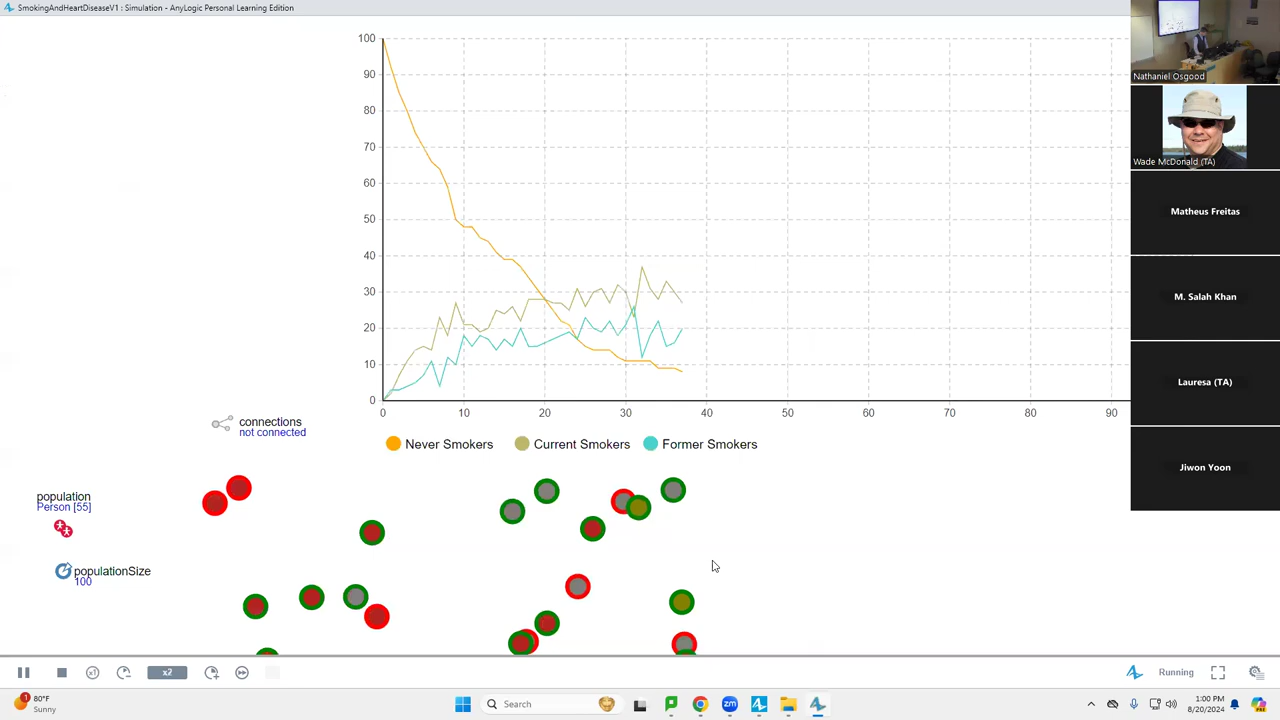 SmokingAndHeartDiseaseV1 : Simulation - AnyLogic Personal Learning Edition
100
90
80
70
60
50
40
30
20
10
0
0 10 20 30 40 50 60 70 80 90
Never Smokers Current Smokers Former Smokers
connections
not connected
population
Person [55]
populationSize
100
Nathaniel Osgood
Wade McDonald (TA)
Matheus Freitas
M. Salah Khan
Lauresa (TA)
Jiwon Yoon
x1
x2
Running
1
80°F
Sunny
Search
1:00 PM
8/20/2024